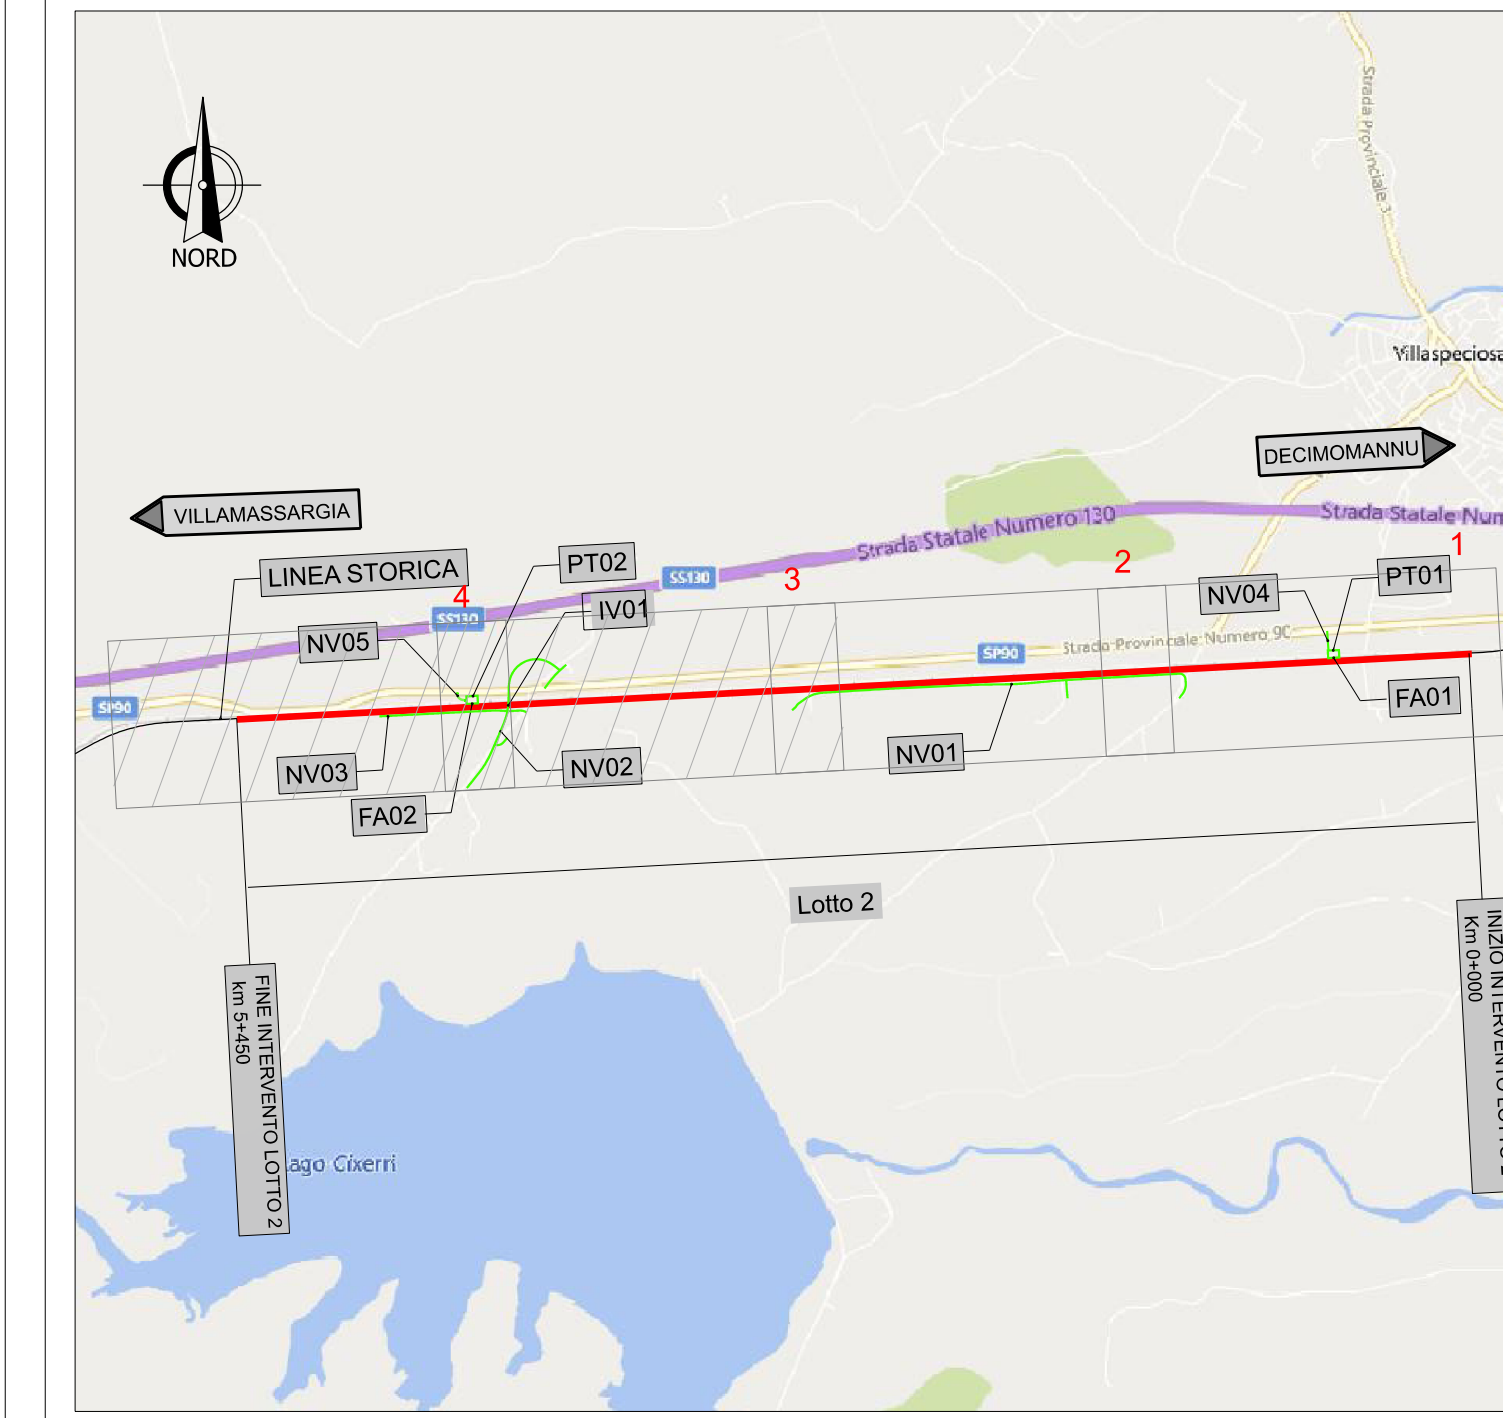 NORD
Strada Provinciale 3
Villaspeciosa
DECIMOMANNU
VILLAMASSARGIA
Strada Statale Numero 130
Strada Statale Num
1
2
3
4
SS130
SS130
LINEA STORICA
PT02
IV01
NV05
NV04
PT01
SP90
Strada Provinciale Numero 90
SP90
FA01
NV01
NV02
NV03
FA02
Lotto 2
FINE INTERVENTO LOTTO 2
km 5+450
INIZIO INTERVENTO
Km 0+000
Lago Cixerri